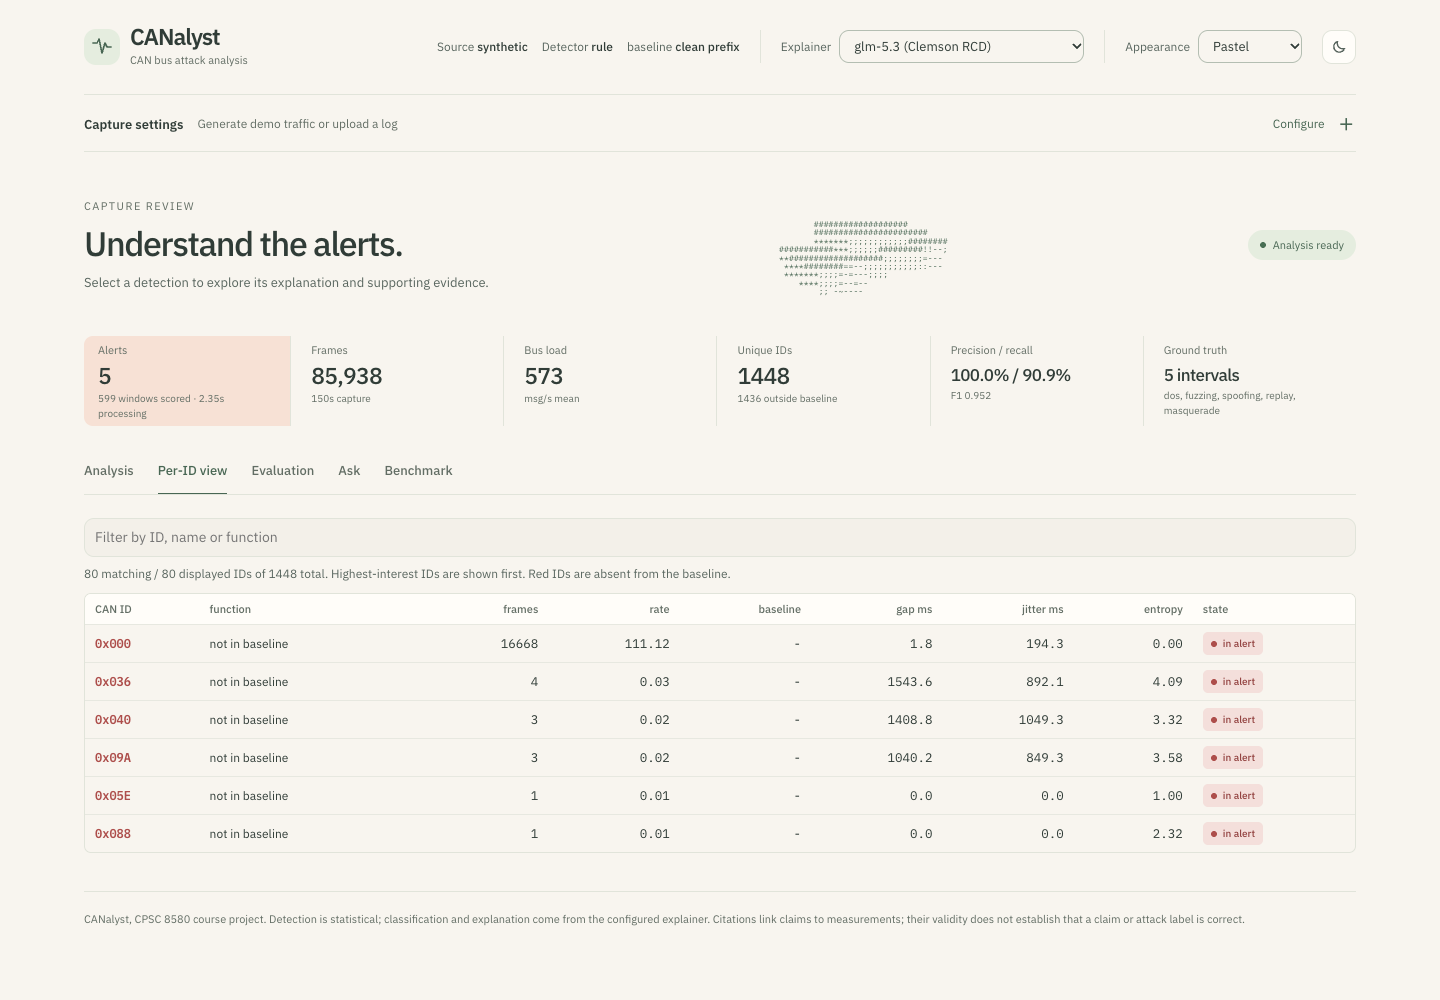 CANalyst
CAN bus attack analysis
Source synthetic Detector rule baseline clean prefix
Explainer glm-5.3 (Clemson RCD)
Appearance Pastel
Capture settings Generate demo traffic or upload a log
Configure
CAPTURE REVIEW
Understand the alerts.
Select a detection to explore its explanation and supporting evidence.
Analysis ready
Alerts
5
599 windows scored · 2.35s
processing
Frames
85,938
150s capture
Bus load
573
msg/s mean
Unique IDs
1448
1436 outside baseline
Precision / recall
100.0% / 90.9%
F1 0.952
Ground truth
5 intervals
dos, fuzzing, spoofing, replay,
masquerade
Analysis Per-ID view Evaluation Ask Benchmark
Filter by ID, name or function
80 matching / 80 displayed IDs of 1448 total. Highest-interest IDs are shown first. Red IDs are absent from the baseline.
CAN ID function frames rate baseline gap ms jitter ms entropy state
0x000 not in baseline 16668 111.12 - 1.8 194.3 0.00 in alert
0x036 not in baseline 4 0.03 - 1543.6 892.1 4.09 in alert
0x040 not in baseline 3 0.02 - 1408.8 1049.3 3.32 in alert
0x09A not in baseline 3 0.02 - 1040.2 849.3 3.58 in alert
0x05E not in baseline 1 0.01 - 0.0 0.0 1.00 in alert
0x088 not in baseline 1 0.01 - 0.0 0.0 2.32 in alert
CANalyst, CPSC 8580 course project. Detection is statistical; classification and explanation come from the configured explainer. Citations link claims to measurements; their validity does not establish that a claim or attack label is correct.